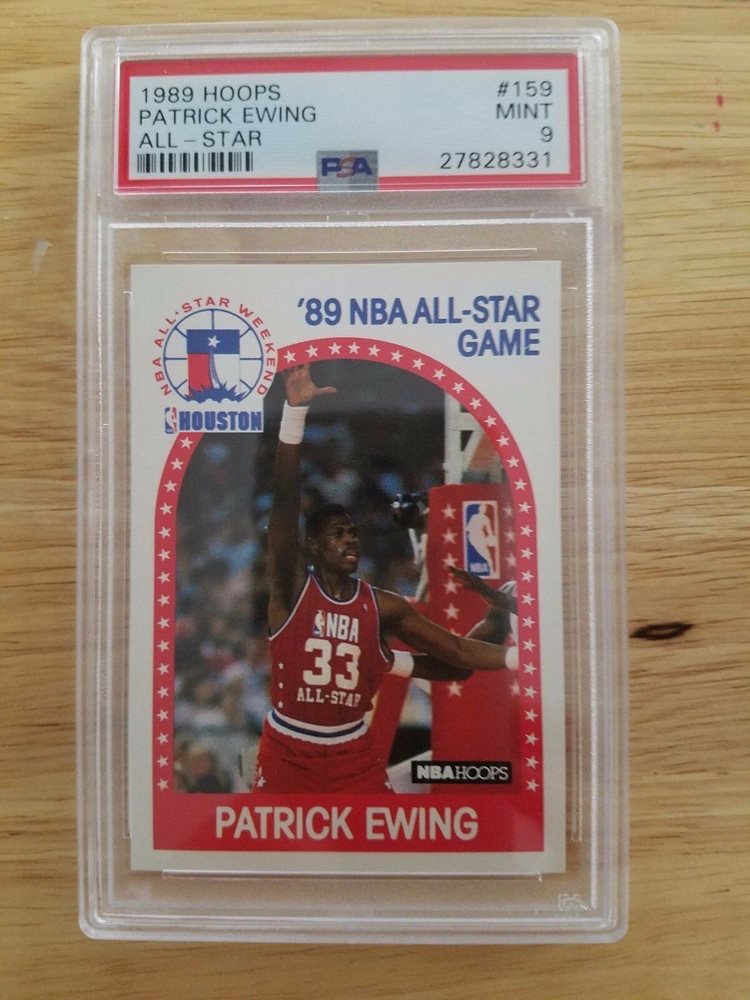 1989 HOOPS #159
PATRICK EWING MINT
ALL-STAR 9
PSA 27828331
NBA ALL-STAR WEEKEND
HOUSTON
'89 NBA ALL-STAR
GAME
NBA
NBA
33
ALL-STAR
NBA HOOPS
PATRICK EWING